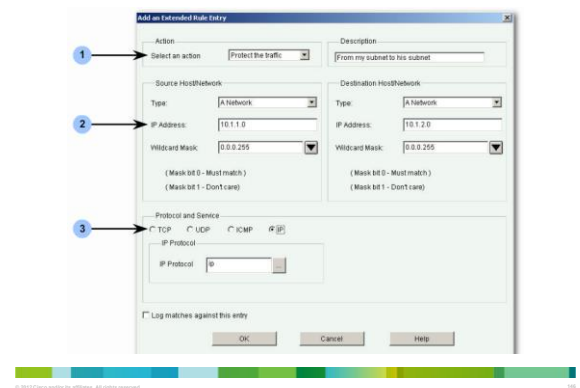 Add an Extended Rule Entry
Action
Select an action
Protect the traffic
Description
From my subnet to his subnet
1
Source Host/Network
Type:
A Network
IP Address:
10.1.1.0
Wildcard Mask:
0.0.0.255
(Mask bit 0 - Must match)
(Mask bit 1 - Don't care)
2
Destination Host/Network
Type:
A Network
IP Address:
10.1.2.0
Wildcard Mask:
0.0.0.255
(Mask bit 0 - Must match)
(Mask bit 1 - Don't care)
3
Protocol and Service
TCP UDP ICMP IP
IP Protocol
IP Protocol
...
Log matches against this entry
OK Cancel Help